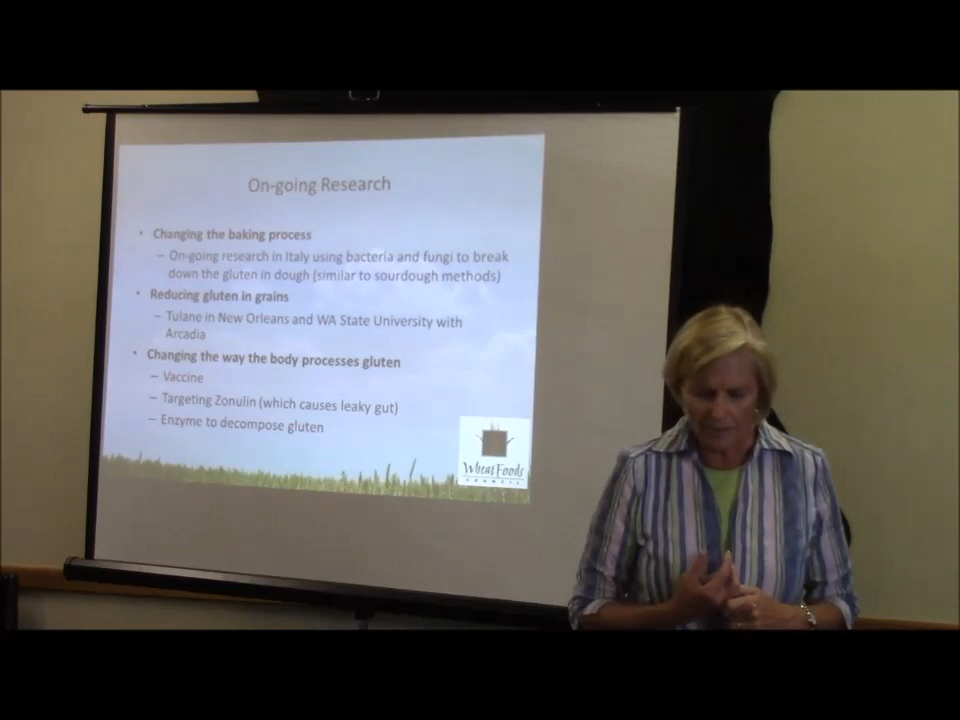 On-going Research
• Changing the baking process
– On-going research in Italy using bacteria and fungi to break
down the gluten in dough (similar to sourdough methods)
• Reducing gluten in grains
– Tulane in New Orleans and WA State University with
Arcadia
• Changing the way the body processes gluten
– Vaccine
– Targeting Zonulin (which causes leaky gut)
– Enzyme to decompose gluten
Wheat Foods
COUNCIL